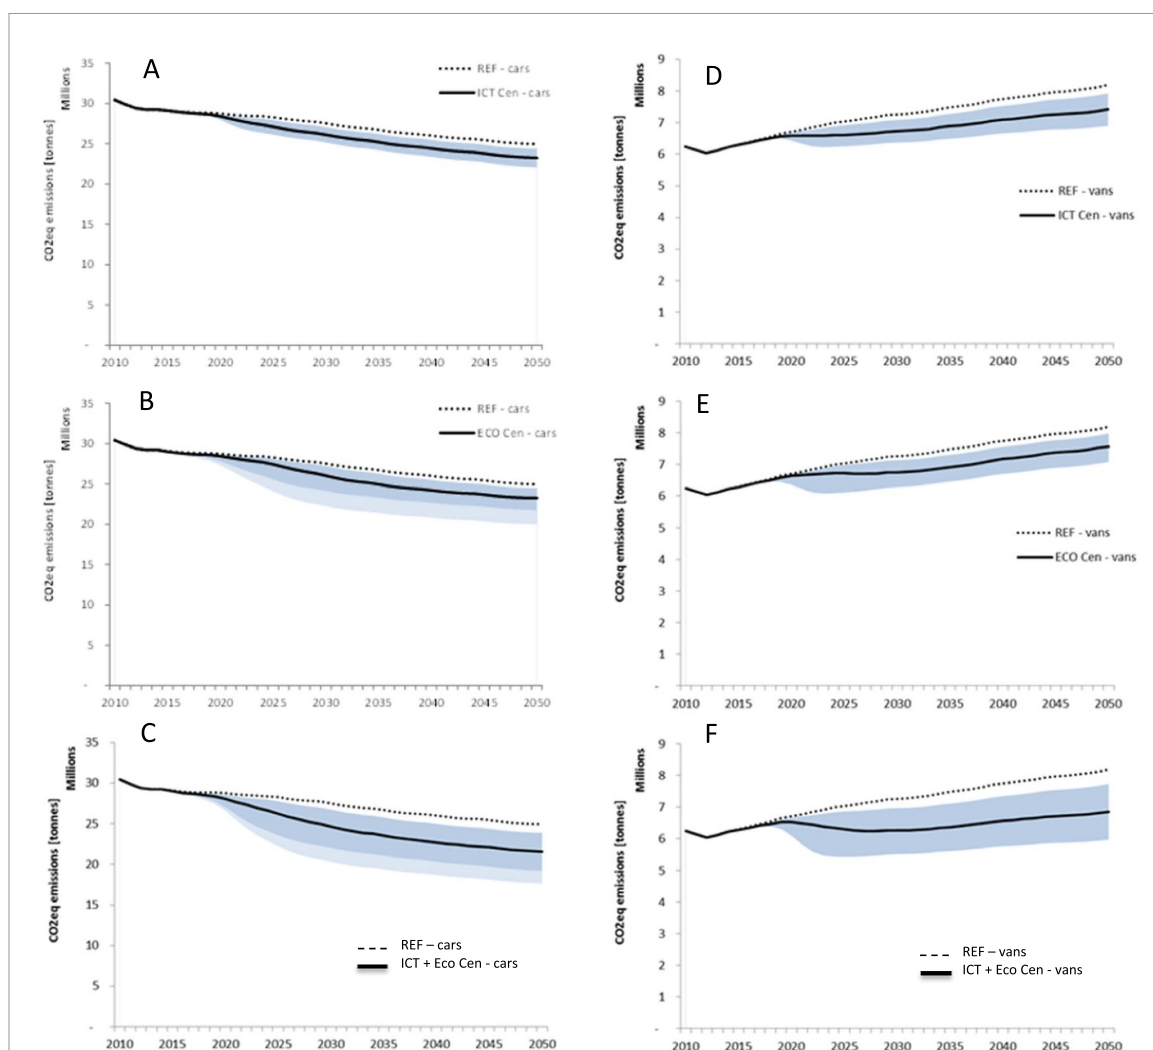 A
REF - cars
ICT Cen - cars
CO2eq emissions [tonnes]
Millions
35
30
25
20
15
10
5
-
2010 2015 2020 2025 2030 2035 2040 2045 2050
D
REF - vans
ICT Cen - vans
CO2eq emissions [tonnes]
Millions
9
8
7
6
5
4
3
2
1
-
2010 2015 2020 2025 2030 2035 2040 2045 2050
B
REF - cars
ECO Cen - cars
CO2eq emissions [tonnes]
Millions
35
30
25
20
15
10
5
-
2010 2015 2020 2025 2030 2035 2040 2045 2050
E
REF - vans
ECO Cen - vans
CO2eq emissions [tonnes]
Millions
9
8
7
6
5
4
3
2
1
-
2010 2015 2020 2025 2030 2035 2040 2045 2050
C
REF – cars
ICT + Eco Cen - cars
CO2eq emissions [tonnes]
Millions
35
30
25
20
15
10
5
-
2010 2015 2020 2025 2030 2035 2040 2045 2050
F
REF – vans
ICT + Eco Cen - vans
CO2eq emissions [tonnes]
Millions
9
8
7
6
5
4
3
2
1
-
2010 2015 2020 2025 2030 2035 2040 2045 2050